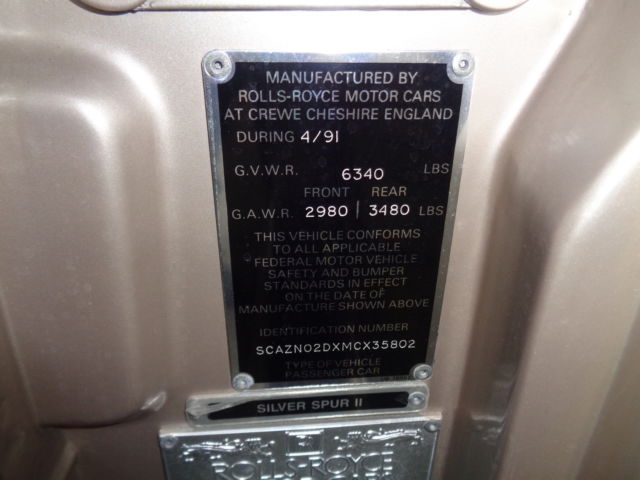 MANUFACTURED BY
ROLLS-ROYCE MOTOR CARS
AT CREWE CHESHIRE ENGLAND
DURING 4/91
G.V.W.R. 6340 LBS
FRONT REAR
G.A.W.R. 2980 | 3480 LBS
THIS VEHICLE CONFORMS
TO ALL APPLICABLE
FEDERAL MOTOR VEHICLE
SAFETY AND BUMPER
STANDARDS IN EFFECT
ON THE DATE OF
MANUFACTURE SHOWN ABOVE
IDENTIFICATION NUMBER
SCAZN02DXMCX35802
TYPE OF VEHICLE
PASSENGER CAR
SILVER SPUR II
ROLLS-ROYCE